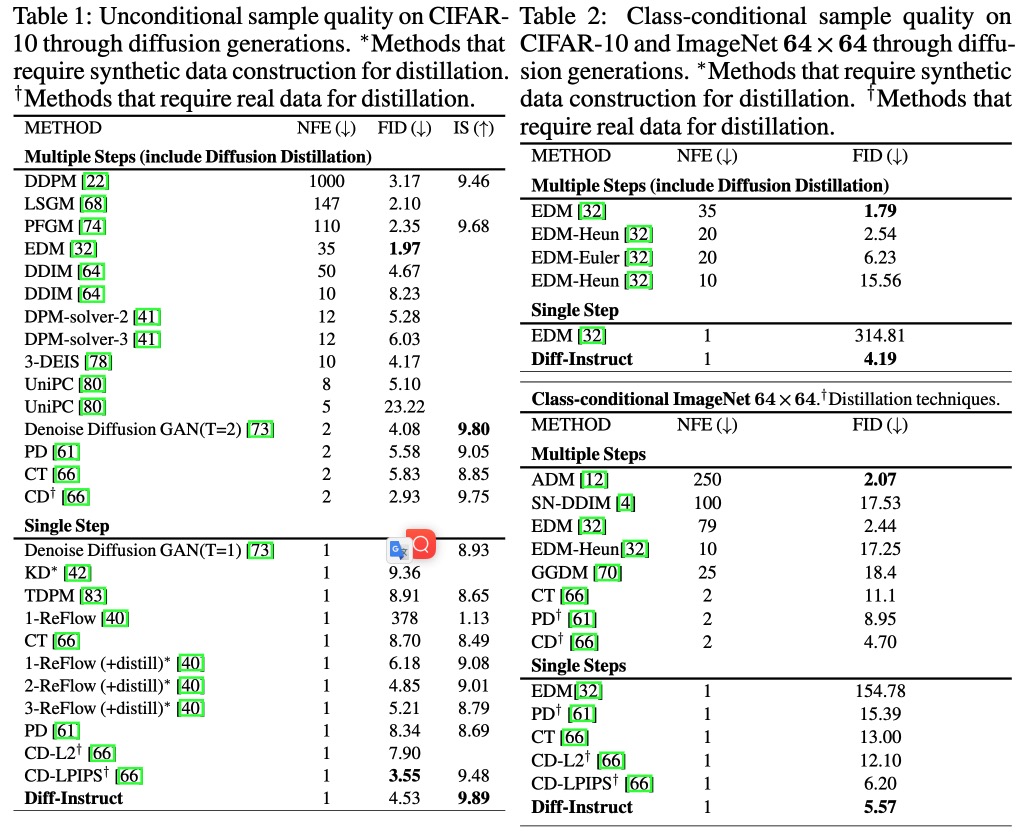 Table 1: Unconditional sample quality on CIFAR-
10 through diffusion generations. *Methods that
require synthetic data construction for distillation.
†Methods that require real data for distillation.
METHOD NFE (↓) FID (↓) IS (↑)
Multiple Steps (include Diffusion Distillation)
DDPM [22] 1000 3.17 9.46
LSGM [68] 147 2.10
PFGM [74] 110 2.35 9.68
EDM [32] 35 1.97
DDIM [64] 50 4.67
DDIM [64] 10 8.23
DPM-solver-2 [41] 12 5.28
DPM-solver-3 [41] 12 6.03
3-DEIS [78] 10 4.17
UniPC [80] 8 5.10
UniPC [80] 5 23.22
Denoise Diffusion GAN(T=2) [73] 2 4.08 9.80
PD [61] 2 5.58 9.05
CT [66] 2 5.83 8.85
CD† [66] 2 2.93 9.75
Single Step
Denoise Diffusion GAN(T=1) [73] 1 8.93
KD* [42] 1 9.36
TDPM [83] 1 8.91 8.65
1-ReFlow [40] 1 378 1.13
CT [66] 1 8.70 8.49
1-ReFlow (+distill)* [40] 1 6.18 9.08
2-ReFlow (+distill)* [40] 1 4.85 9.01
3-ReFlow (+distill)* [40] 1 5.21 8.79
PD [61] 1 8.34 8.69
CD-L2† [66] 1 7.90
CD-LPIPS† [66] 1 3.55 9.48
Diff-Instruct 1 4.53 9.89
Table 2: Class-conditional sample quality on
CIFAR-10 and ImageNet 64 × 64 through diffu-
sion generations. *Methods that require synthetic
data construction for distillation. †Methods that
require real data for distillation.
METHOD NFE (↓) FID (↓)
Multiple Steps (include Diffusion Distillation)
EDM [32] 35 1.79
EDM-Heun [32] 20 2.54
EDM-Euler [32] 20 6.23
EDM-Heun [32] 10 15.56
Single Step
EDM [32] 1 314.81
Diff-Instruct 1 4.19
Class-conditional ImageNet 64 × 64.†Distillation techniques.
METHOD NFE (↓) FID (↓)
Multiple Steps
ADM [12] 250 2.07
SN-DDIM [4] 100 17.53
EDM [32] 79 2.44
EDM-Heun[32] 10 17.25
GGDM [70] 25 18.4
CT [66] 2 11.1
PD† [61] 2 8.95
CD† [66] 2 4.70
Single Steps
EDM[32] 1 154.78
PD† [61] 1 15.39
CT [66] 1 13.00
CD-L2† [66] 1 12.10
CD-LPIPS† [66] 1 6.20
Diff-Instruct 1 5.57